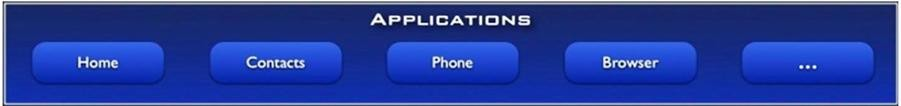 APPLICATIONS
Home Contacts Phone Browser ...